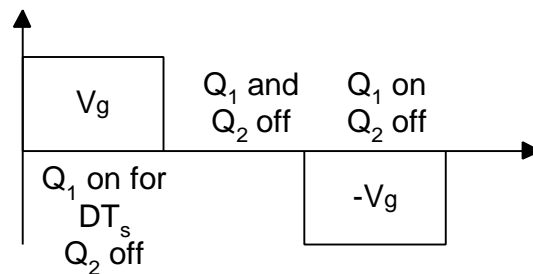 Vg
Q₁ and
Q₂ off
Q₁ on
Q₂ off
Q₁ on for
DTₛ
Q₂ off
-Vg